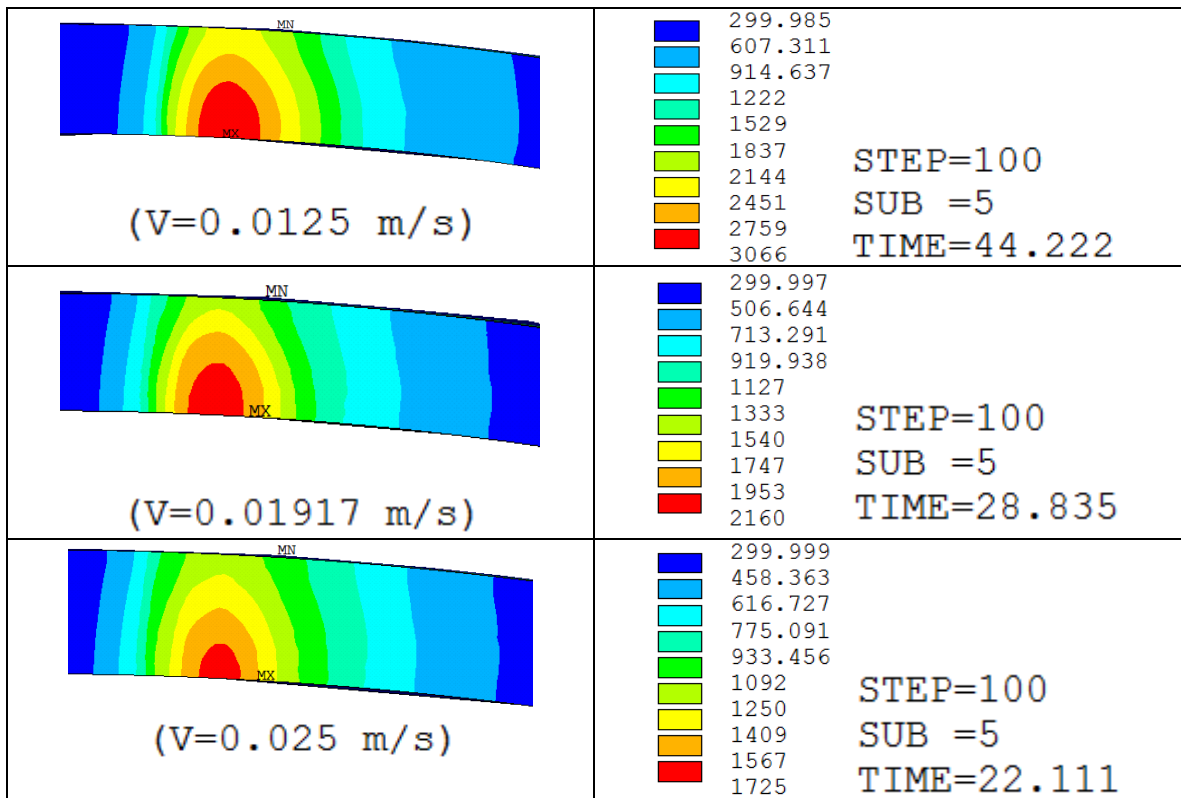 MN
MX
(V=0.0125 m/s)
299.985
607.311
914.637
1222
1529
1837
2144
2451
2759
3066
STEP=100
SUB =5
TIME=44.222
MN
MX
(V=0.01917 m/s)
299.997
506.644
713.291
919.938
1127
1333
1540
1747
1953
2160
STEP=100
SUB =5
TIME=28.835
MN
MX
(V=0.025 m/s)
299.999
458.363
616.727
775.091
933.456
1092
1250
1409
1567
1725
STEP=100
SUB =5
TIME=22.111